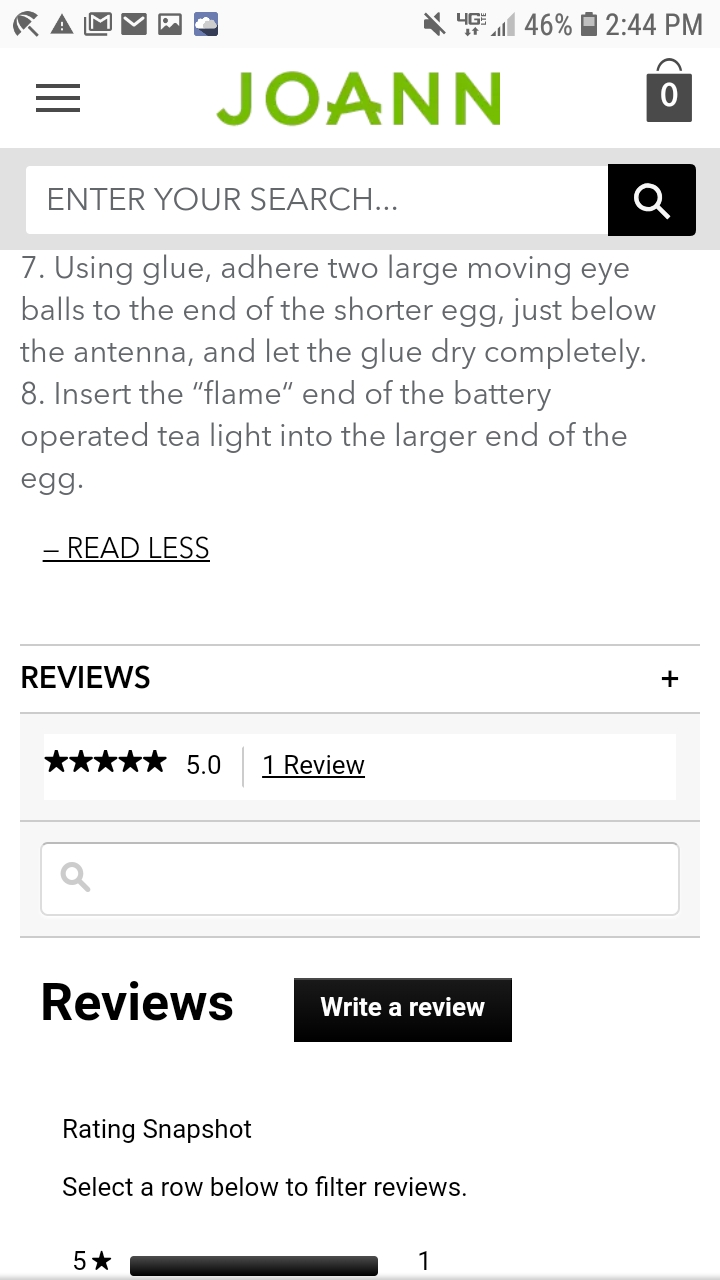 46% 2:44 PM
JOANN
0
ENTER YOUR SEARCH...
7. Using glue, adhere two large moving eye
balls to the end of the shorter egg, just below
the antenna, and let the glue dry completely.
8. Insert the “flame“ end of the battery
operated tea light into the larger end of the
egg.
– READ LESS
REVIEWS +
★★★★★ 5.0 1 Review
Reviews Write a review
Rating Snapshot
Select a row below to filter reviews.
5★ 1